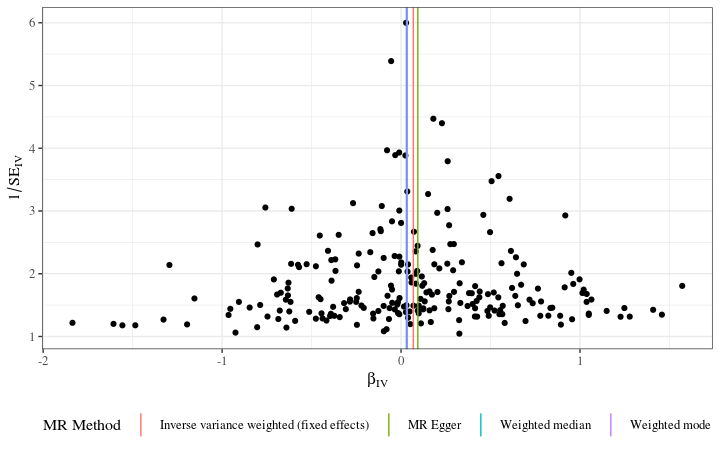 6
5
4
3
2
1
1/SE_IV
-2
-1
0
1
β_IV
MR Method
Inverse variance weighted (fixed effects)
MR Egger
Weighted median
Weighted mode